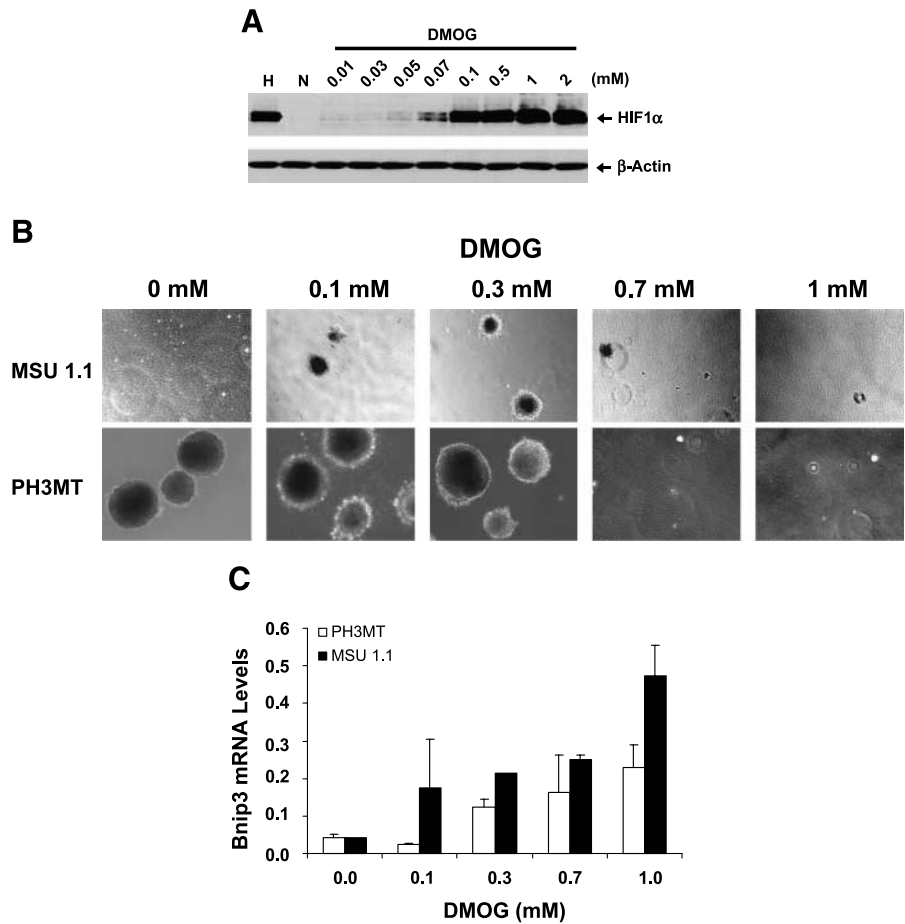 A
DMOG
H N 0.01 0.03 0.05 0.07 0.1 0.5 1 2 (mM)
HIF1α
β-Actin
B
DMOG
0 mM 0.1 mM 0.3 mM 0.7 mM 1 mM
MSU 1.1
PH3MT
C
Bnip3 mRNA Levels
0.6
0.5
0.4
0.3
0.2
0.1
0.0
PH3MT
MSU 1.1
0.0 0.1 0.3 0.7 1.0
DMOG (mM)